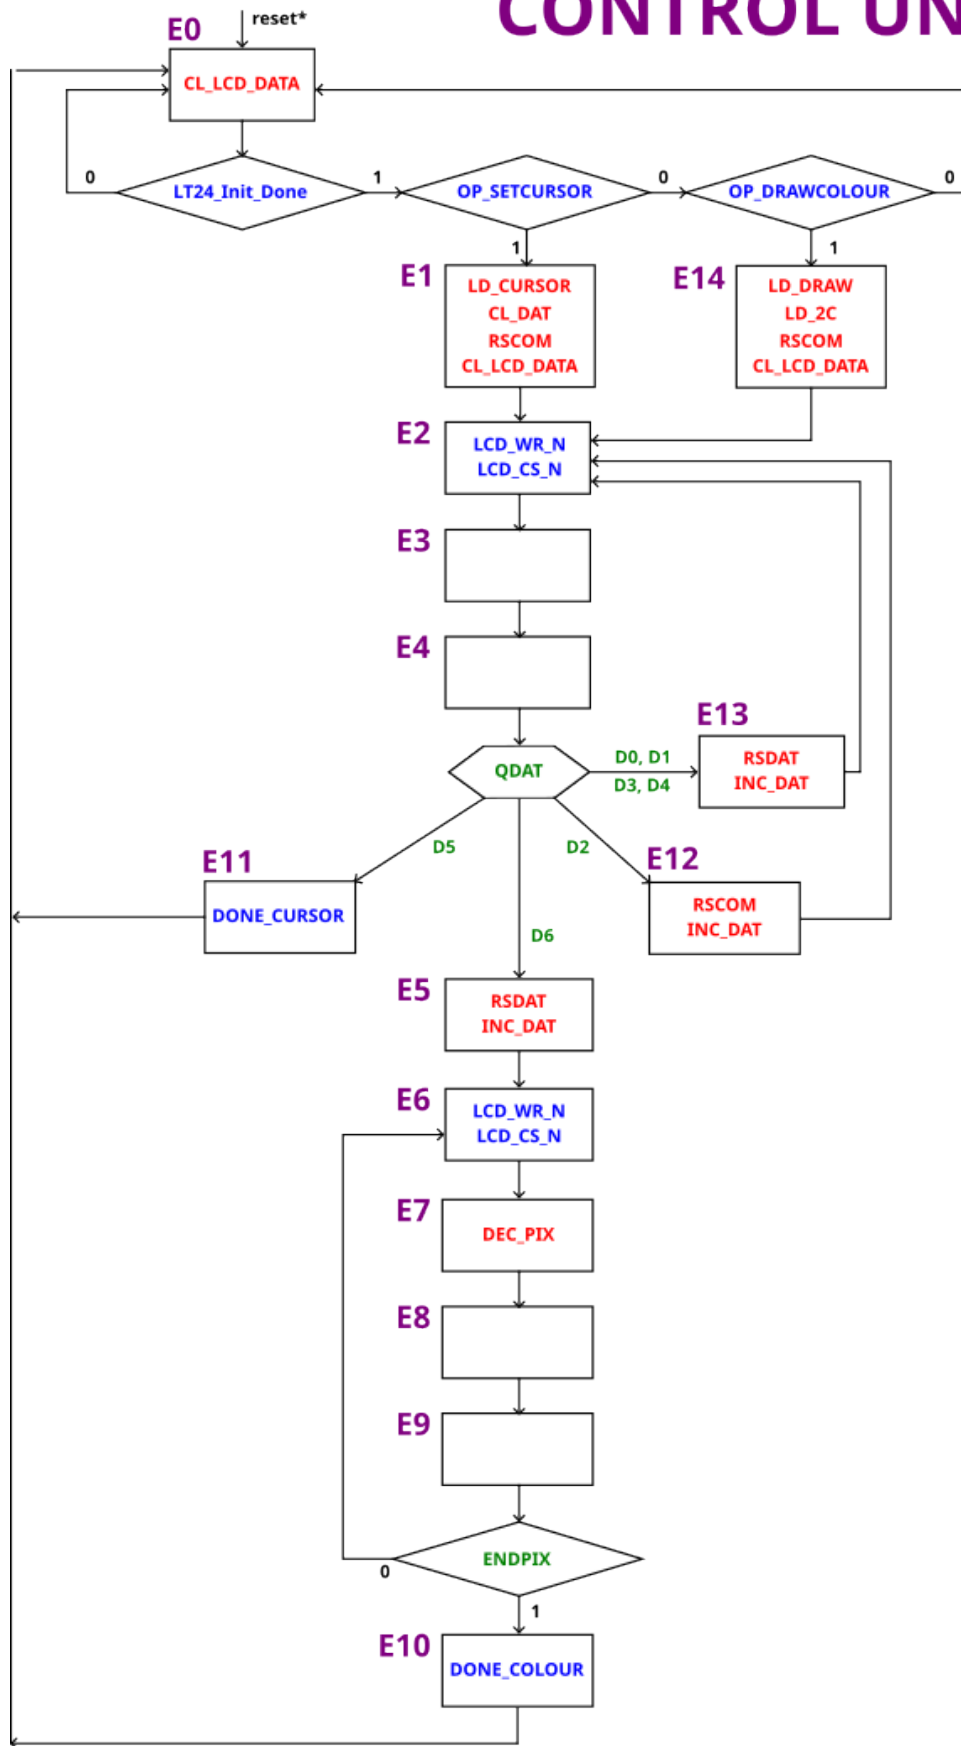 CONTROL UN
reset*
E0
CL_LCD_DATA
0
LT24_Init_Done
1
OP_SETCURSOR
0
OP_DRAWCOLOUR
0
1
1
E1
LD_CURSOR
CL_DAT
RSCOM
CL_LCD_DATA
E14
LD_DRAW
LD_2C
RSCOM
CL_LCD_DATA
E2
LCD_WR_N
LCD_CS_N
E3
E4
E13
RSDAT
INC_DAT
QDAT
D0, D1
D3, D4
D5
D2
E11
DONE_CURSOR
E12
RSCOM
INC_DAT
D6
E5
RSDAT
INC_DAT
E6
LCD_WR_N
LCD_CS_N
E7
DEC_PIX
E8
E9
ENDPIX
0
1
E10
DONE_COLOUR